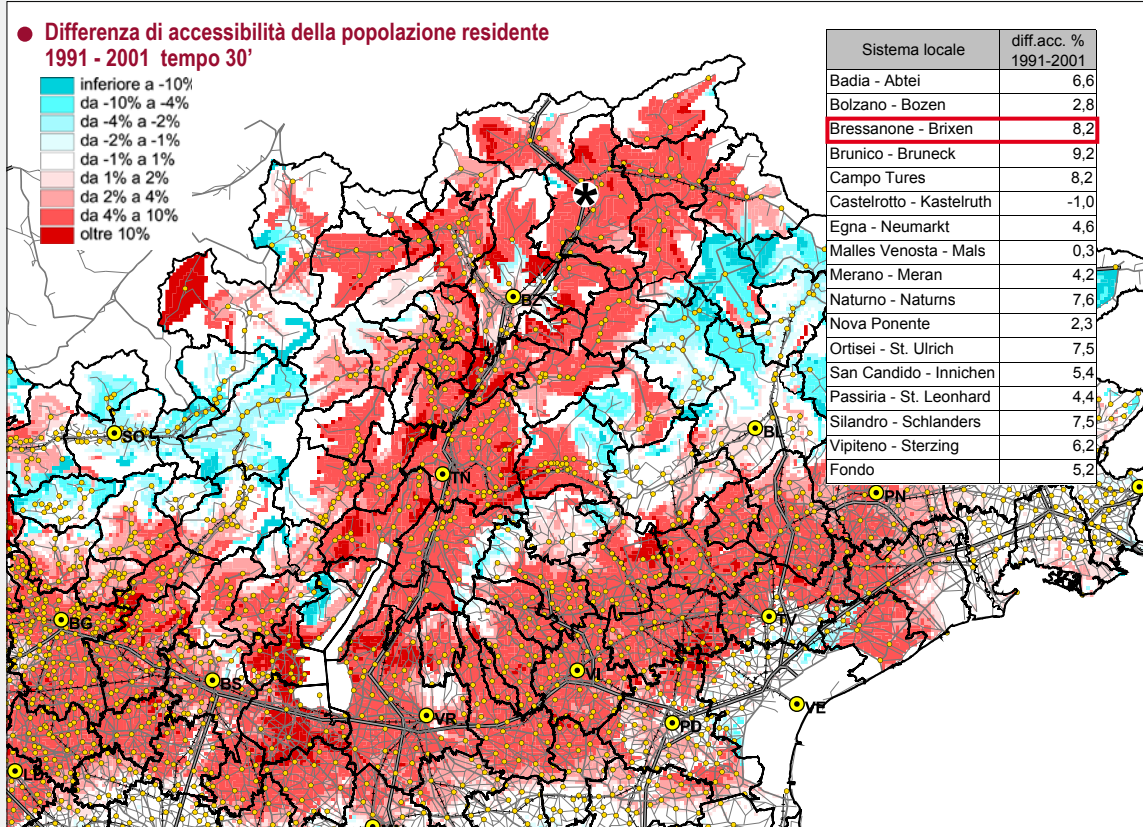 Differenza di accessibilità della popolazione residente
1991 - 2001 tempo 30'
inferiore a -10%
da -10% a -4%
da -4% a -2%
da -2% a -1%
da -1% a 1%
da 1% a 2%
da 2% a 4%
da 4% a 10%
oltre 10%
Sistema locale diff.acc. % 1991-2001
Badia - Abtei 6,6
Bolzano - Bozen 2,8
Bressanone - Brixen 8,2
Brunico - Bruneck 9,2
Campo Tures 8,2
Castelrotto - Kastelruth -1,0
Egna - Neumarkt 4,6
Malles Venosta - Mals 0,3
Merano - Meran 4,2
Naturno - Naturns 7,6
Nova Ponente 2,3
Ortisei - St. Ulrich 7,5
San Candido - Innichen 5,4
Passiria - St. Leonhard 4,4
Silandro - Schlanders 7,5
Vipiteno - Sterzing 6,2
Fondo 5,2
*
BZ
SO
BL
TN
PN
BG
TV
BS
VI
VE
VR
PD